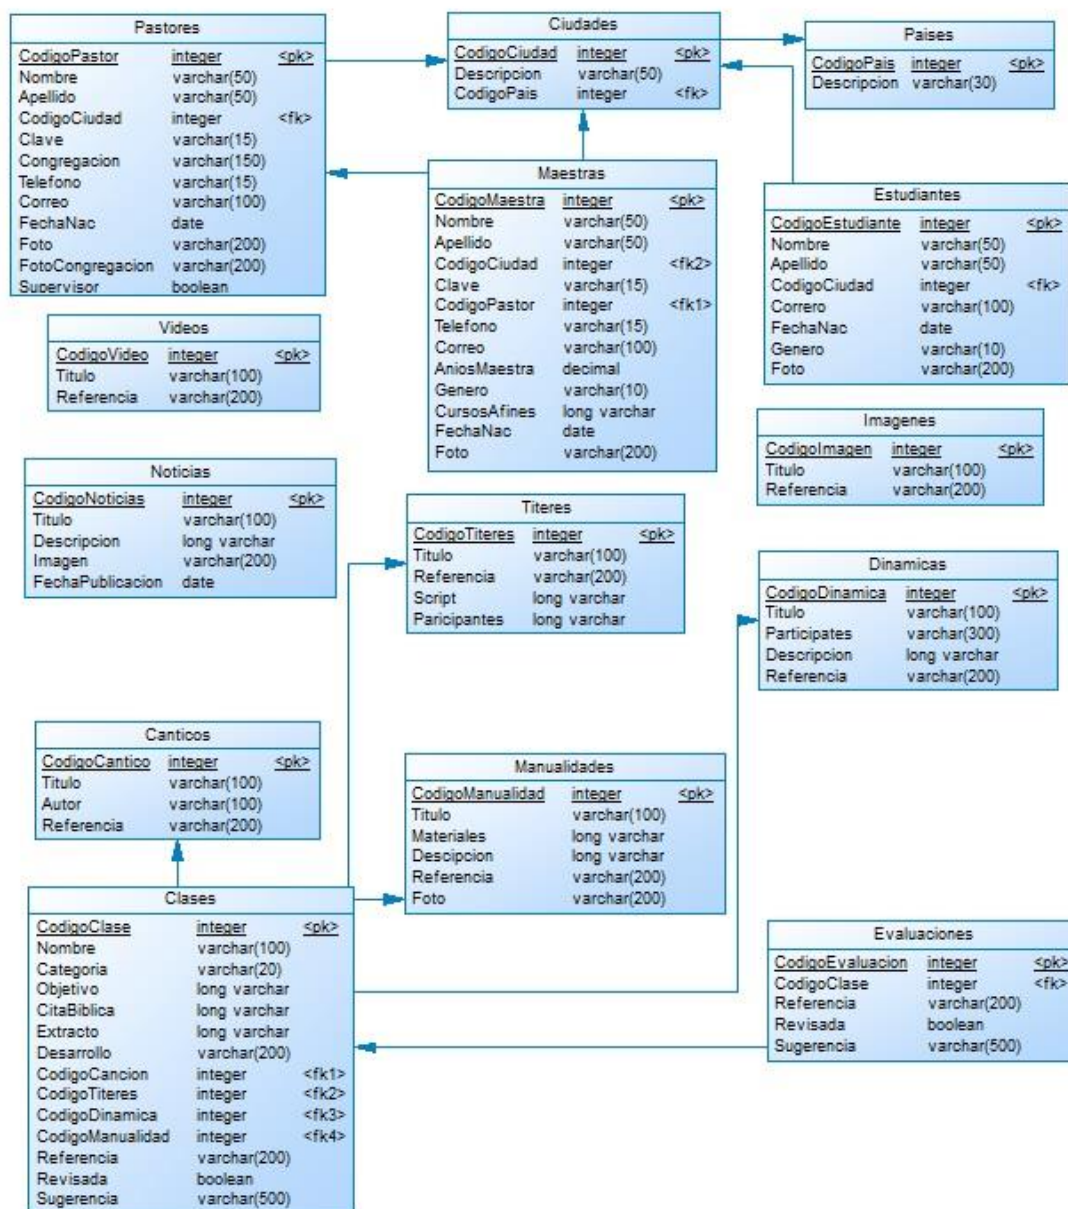 Pastores
CodigoPastor integer <pk>
Nombre varchar(50)
Apellido varchar(50)
CodigoCiudad integer <fk>
Clave varchar(15)
Congregacion varchar(150)
Telefono varchar(15)
Correo varchar(100)
FechaNac date
Foto varchar(200)
FotoCongregacion varchar(200)
Supervisor boolean
Ciudades
CodigoCiudad integer <pk>
Descripcion varchar(50)
CodigoPais integer <fk>
Paises
CodigoPais integer <pk>
Descripcion varchar(30)
Maestras
CodigoMaestra integer <pk>
Nombre varchar(50)
Apellido varchar(50)
CodigoCiudad integer <fk2>
Clave varchar(15)
CodigoPastor integer <fk1>
Telefono varchar(15)
Correo varchar(100)
AniosMaestra decimal
Genero varchar(10)
CursosAfines long varchar
FechaNac date
Foto varchar(200)
Estudiantes
CodigoEstudiante integer <pk>
Nombre varchar(50)
Apellido varchar(50)
CodigoCiudad integer <fk>
Correro varchar(100)
FechaNac date
Genero varchar(10)
Foto varchar(200)
Videos
CodigoVideo integer <pk>
Titulo varchar(100)
Referencia varchar(200)
Imagenes
CodigoImagen integer <pk>
Titulo varchar(100)
Referencia varchar(200)
Noticias
CodigoNoticias integer <pk>
Titulo varchar(100)
Descripcion long varchar
Imagen varchar(200)
FechaPublicacion date
Titeres
CodigoTiteres integer <pk>
Titulo varchar(100)
Referencia varchar(200)
Script long varchar
Paricipantes long varchar
Dinamicas
CodigoDinamica integer <pk>
Titulo varchar(100)
Participates varchar(300)
Descripcion long varchar
Referencia varchar(200)
Canticos
CodigoCantico integer <pk>
Titulo varchar(100)
Autor varchar(100)
Referencia varchar(200)
Manualidades
CodigoManualidad integer <pk>
Titulo varchar(100)
Materiales long varchar
Descipcion long varchar
Referencia varchar(200)
Foto varchar(200)
Clases
CodigoClase integer <pk>
Nombre varchar(100)
Categoria varchar(20)
Objetivo long varchar
CitaBiblica long varchar
Extracto long varchar
Desarrollo varchar(200)
CodigoCancion integer <fk1>
CodigoTiteres integer <fk2>
CodigoDinamica integer <fk3>
CodigoManualidad integer <fk4>
Referencia varchar(200)
Revisada boolean
Sugerencia varchar(500)
Evaluaciones
CodigoEvaluacion integer <pk>
CodigoClase integer <fk>
Referencia varchar(200)
Revisada boolean
Sugerencia varchar(500)